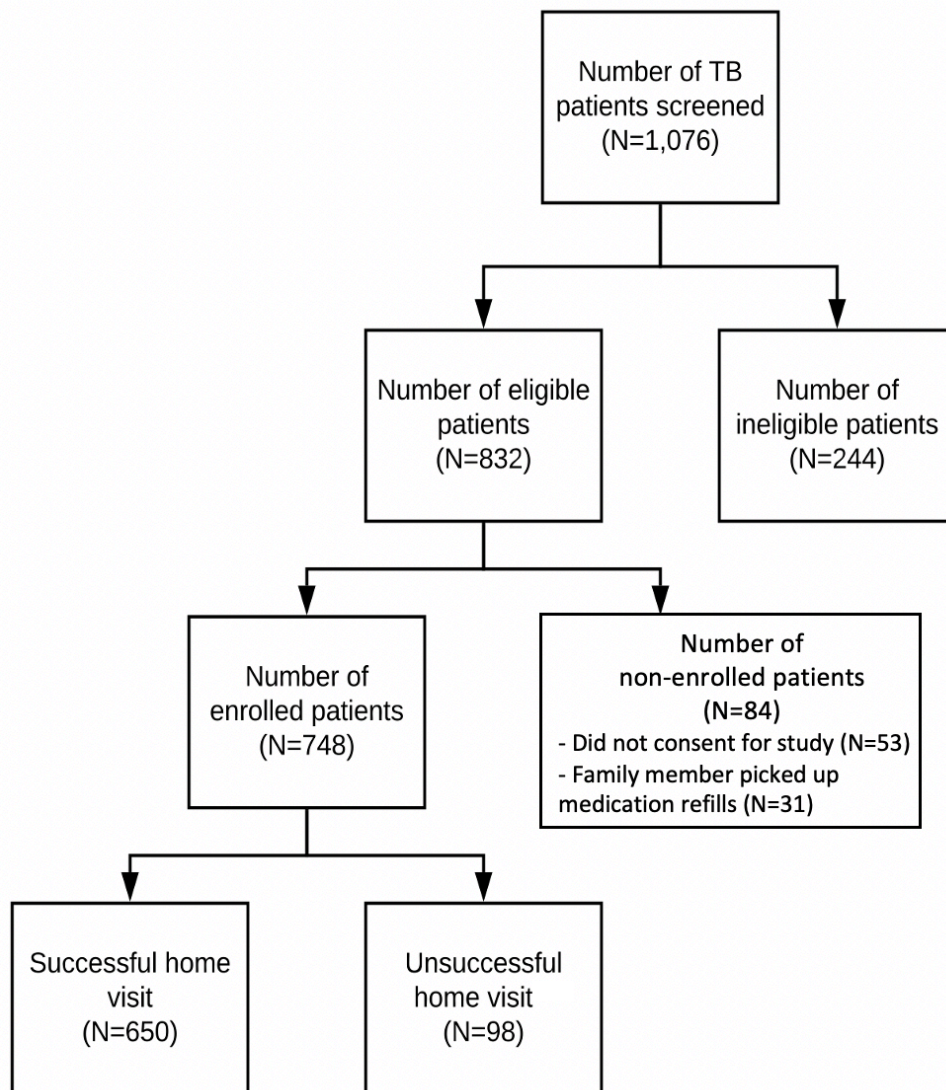 Number of TB
patients screened
(N=1,076)
Number of eligible
patients
(N=832)
Number of
ineligible patients
(N=244)
Number of
enrolled patients
(N=748)
Number of
non-enrolled patients
(N=84)
- Did not consent for study (N=53)
- Family member picked up
medication refills (N=31)
Successful home
visit
(N=650)
Unsuccessful
home visit
(N=98)